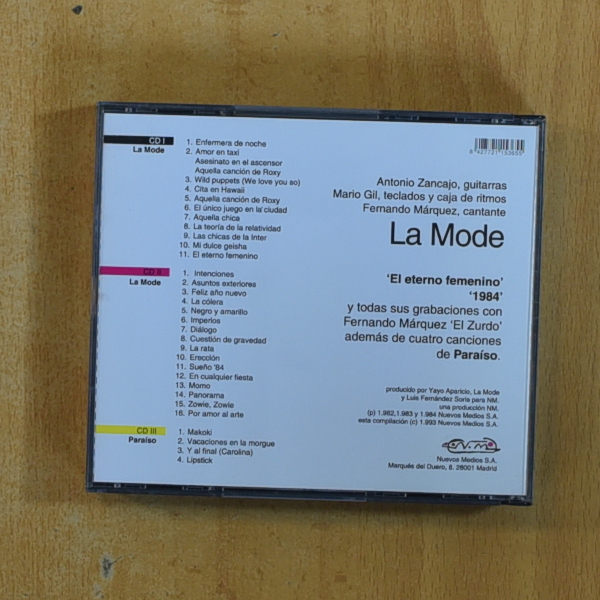 CD I
La Mode
1. Enfermera de noche
2. Amor en taxi
Asesinato en el ascensor
Aquella canción de Roxy
3. Wild puppets (We love you so)
4. Cita en Hawaii
5. Aquella canción de Roxy
6. El único juego en la ciudad
7. Aquella chica
8. La teoría de la relatividad
9. Las chicas de la Inter
10. Mi dulce geisha
11. El eterno femenino
CD II
La Mode
1. Intenciones
2. Asuntos exteriores
3. Feliz año nuevo
4. La cólera
5. Negro y amarillo
6. Imperios
7. Diálogo
8. Cuestión de gravedad
9. La rata
10. Erección
11. Sueño '84
12. En cualquier fiesta
13. Momo
14. Panorama
15. Zowie, Zowie
16. Por amor al arte
CD III
Paraíso
1. Makoki
2. Vacaciones en la morgue
3. Y al final (Carolina)
4. Lipstick
Antonio Zancajo, guitarras
Mario Gil, teclados y caja de ritmos
Fernando Márquez, cantante
La Mode
'El eterno femenino'
'1984'
y todas sus grabaciones con
Fernando Márquez 'El Zurdo'
además de cuatro canciones
de Paraíso.
producido por Yayo Aparicio, La Mode
y Luis Fernández Soria para NM.
una producción NM.
(p) 1.982,1.983 y 1.984 Nuevos Medios S.A.
esta compilación (c) 1.993 Nuevos Medios S.A.
Nuevos Medios S.A.
Marqués del Duero, 8. 28001 Madrid